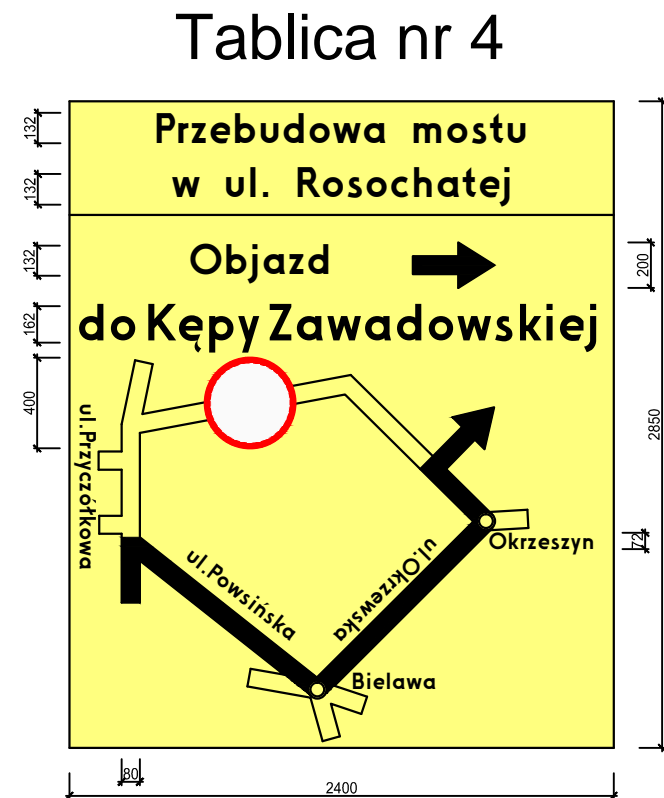 Tablica nr 4
Przebudowa mostu
w ul. Rosochatej
Objazd
do Kępy Zawadowskiej
ul.Przyczółkowa
ul.Powsińska
ul.Okrzewska
Okrzeszyn
Bielawa
132
132
132
162
400
200
2850
72
80
2400